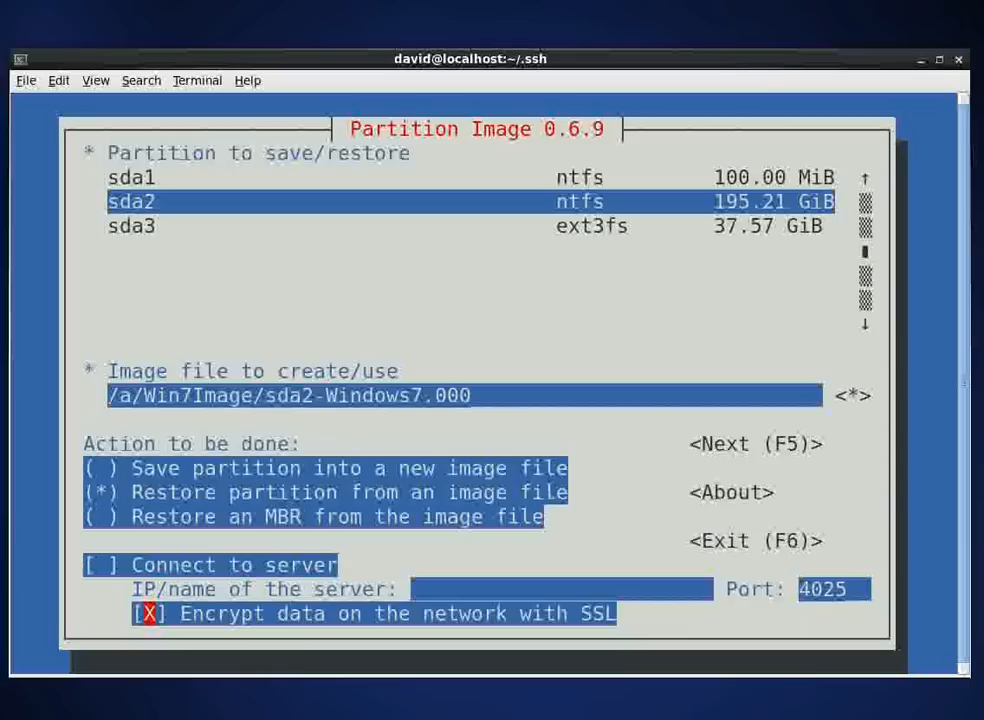 david@localhost:~/.ssh
File Edit View Search Terminal Help
Partition Image 0.6.9
* Partition to save/restore
sda1 ntfs 100.00 MiB ↑
sda2 ntfs 195.21 GiB
sda3 ext3fs 37.57 GiB
↓
* Image file to create/use
/a/Win7Image/sda2-Windows7.000 <*>
Action to be done: <Next (F5)>
( ) Save partition into a new image file
(*) Restore partition from an image file <About>
( ) Restore an MBR from the image file
<Exit (F6)>
[ ] Connect to server
IP/name of the server: Port: 4025
[X] Encrypt data on the network with SSL